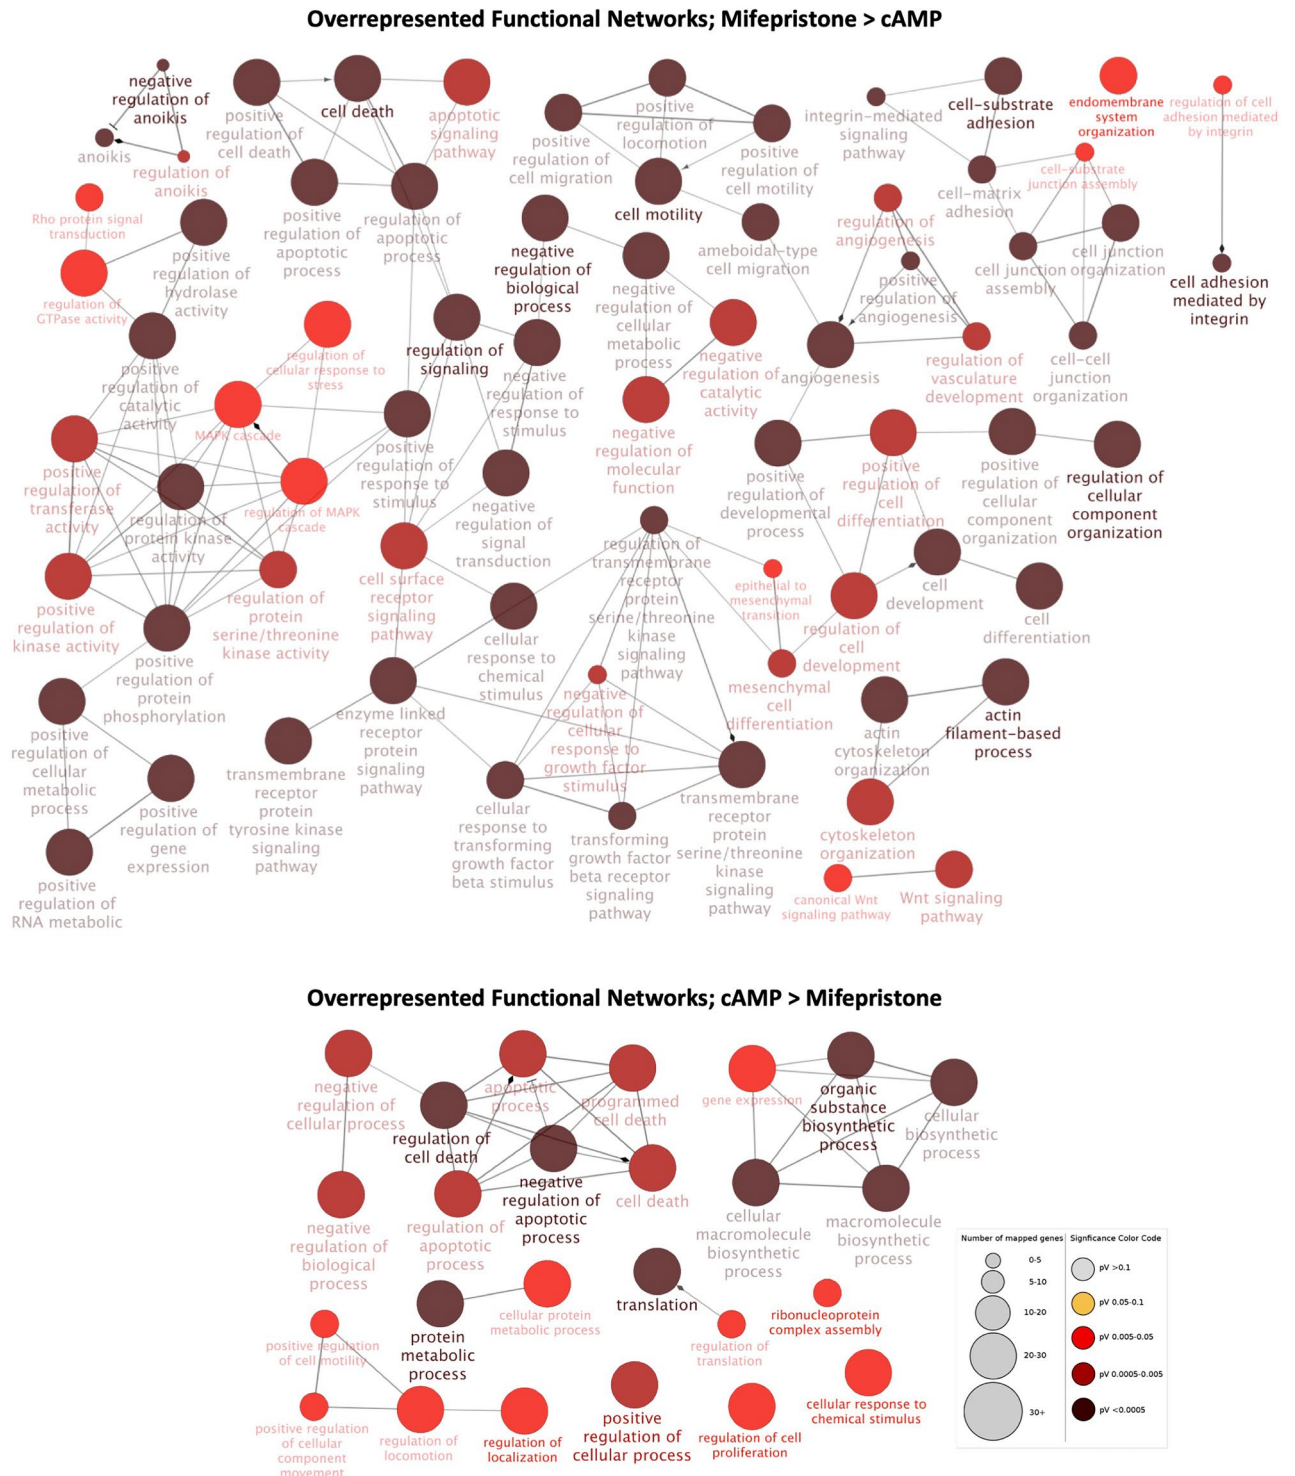 Overrepresented Functional Networks; Mifepristone > cAMP
negative
regulation of
anoikis
anoikis
regulation of
anoikis
positive
regulation of
cell death
cell death
apoptotic
signaling
pathway
positive
regulation of
apoptotic
process
regulation of
apoptotic
process
positive
regulation of
locomotion
positive
regulation of
cell migration
positive
regulation of
cell motility
cell motility
ameboidal-type
cell migration
integrin-mediated
signaling
pathway
cell-substrate
adhesion
cell-matrix
adhesion
endomembrane
system
organization
regulation of cell
adhesion mediated
by integrin
cell-substrate
junction assembly
cell junction
assembly
cell junction
organization
cell-cell
junction
organization
cell adhesion
mediated by
integrin
Rho protein signal
transduction
regulation of
GTPase activity
positive
regulation of
hydrolase
activity
positive
regulation of
catalytic
activity
regulation of
cellular response to
stress
MAPK cascade
regulation of MAPK
cascade
positive
regulation of
transferase
activity
regulation of
protein kinase
activity
positive
regulation of
kinase activity
regulation of
protein
serine/threonine
kinase activity
positive
regulation of
protein
phosphorylation
positive
regulation of
cellular
metabolic
process
positive
regulation of
gene
expression
positive
regulation of
RNA metabolic
negative
regulation of
biological
process
regulation of
signaling
negative
regulation of
response to
stimulus
positive
regulation of
response to
stimulus
negative
regulation of
signal
transduction
negative
regulation of
cellular
metabolic
process
negative
regulation of
catalytic
activity
negative
regulation of
molecular
function
regulation of
angiogenesis
positive
regulation of
angiogenesis
angiogenesis
regulation of
vasculature
development
positive
regulation of
developmental
process
positive
regulation of
cell
differentiation
positive
regulation of
cellular
component
organization
regulation of
cellular
component
organization
cell
development
cell
differentiation
regulation of
cell
development
cell surface
receptor
signaling
pathway
cellular
response to
chemical
stimulus
regulation of
transmembrane
receptor
protein
serine/threonine
kinase
signaling
pathway
epithelial to
mesenchymal
transition
mesenchymal
cell
differentiation
enzyme linked
receptor
protein
signaling
pathway
transmembrane
receptor
protein
tyrosine kinase
signaling
pathway
negative
regulation of
cellular
response to
growth factor
stimulus
cellular
response to
transforming
growth factor
beta stimulus
transforming
growth factor
beta receptor
signaling
pathway
transmembrane
receptor
protein
serine/threonine
kinase
signaling
pathway
actin
cytoskeleton
organization
actin
filament-based
process
cytoskeleton
organization
canonical Wnt
signaling pathway
Wnt signaling
pathway
Overrepresented Functional Networks; cAMP > Mifepristone
negative
regulation of
cellular process
regulation of
cell death
apoptotic
process
programmed
cell death
negative
regulation of
apoptotic
process
cell death
negative
regulation of
biological
process
regulation of
apoptotic
process
gene expression
organic
substance
biosynthetic
process
cellular
biosynthetic
process
cellular
macromolecule
biosynthetic
process
macromolecule
biosynthetic
process
protein
metabolic
process
cellular protein
metabolic process
translation
regulation of
translation
ribonucleoprotein
complex assembly
positive regulation
of cell motility
positive regulation
of cellular
component
movement
regulation of
locomotion
regulation of
localization
positive
regulation of
cellular process
regulation of cell
proliferation
cellular response to
chemical stimulus
Number of mapped genes
0-5
5-10
10-20
20-30
30+
Signficance Color Code
pV >0.1
pV 0.05-0.1
pV 0.005-0.05
pV 0.0005-0.005
pV <0.0005